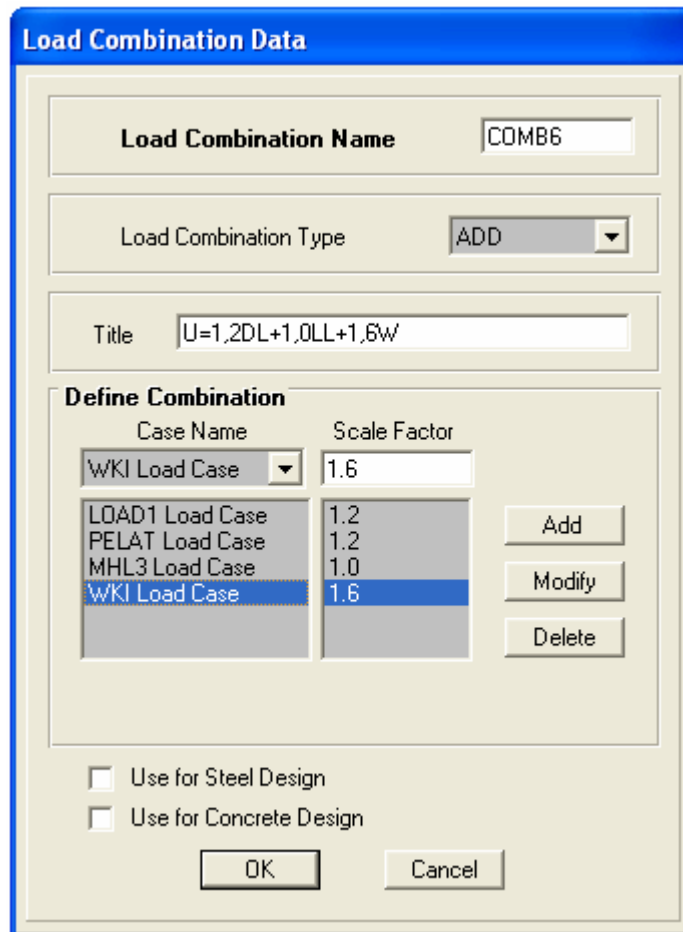 Load Combination Data
Load Combination Name COMB6
Load Combination Type ADD
Title U=1,2DL+1,0LL+1,6W
Define Combination
Case Name Scale Factor
WKI Load Case 1.6
LOAD1 Load Case 1.2
PELAT Load Case 1.2
MHL3 Load Case 1.0
WKI Load Case 1.6
Add
Modify
Delete
Use for Steel Design
Use for Concrete Design
OK Cancel